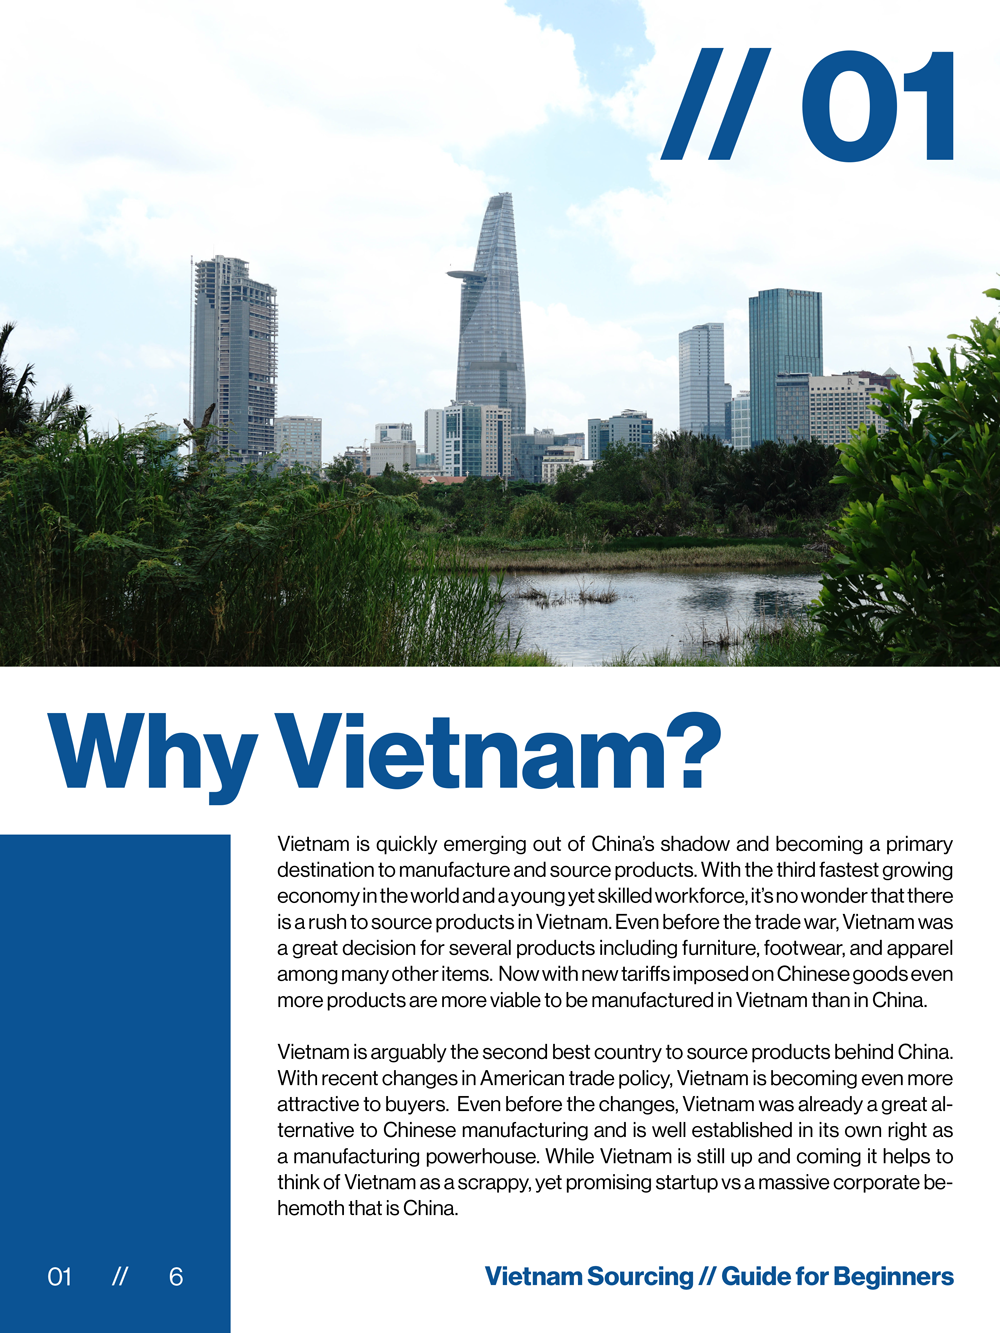 // 01
Why Vietnam?
Vietnam is quickly emerging out of China's shadow and becoming a primary
destination to manufacture and source products. With the third fastest growing
economy in the world and a young yet skilled workforce, it's no wonder that there
is a rush to source products in Vietnam. Even before the trade war, Vietnam was
a great decision for several products including furniture, footwear, and apparel
among many other items. Now with new tariffs imposed on Chinese goods even
more products are more viable to be manufactured in Vietnam than in China.
Vietnam is arguably the second best country to source products behind China.
With recent changes in American trade policy, Vietnam is becoming even more
attractive to buyers. Even before the changes, Vietnam was already a great al-
ternative to Chinese manufacturing and is well established in its own right as
a manufacturing powerhouse. While Vietnam is still up and coming it helps to
think of Vietnam as a scrappy, yet promising startup vs a massive corporate be-
hemoth that is China.
01 // 6
Vietnam Sourcing // Guide for Beginners